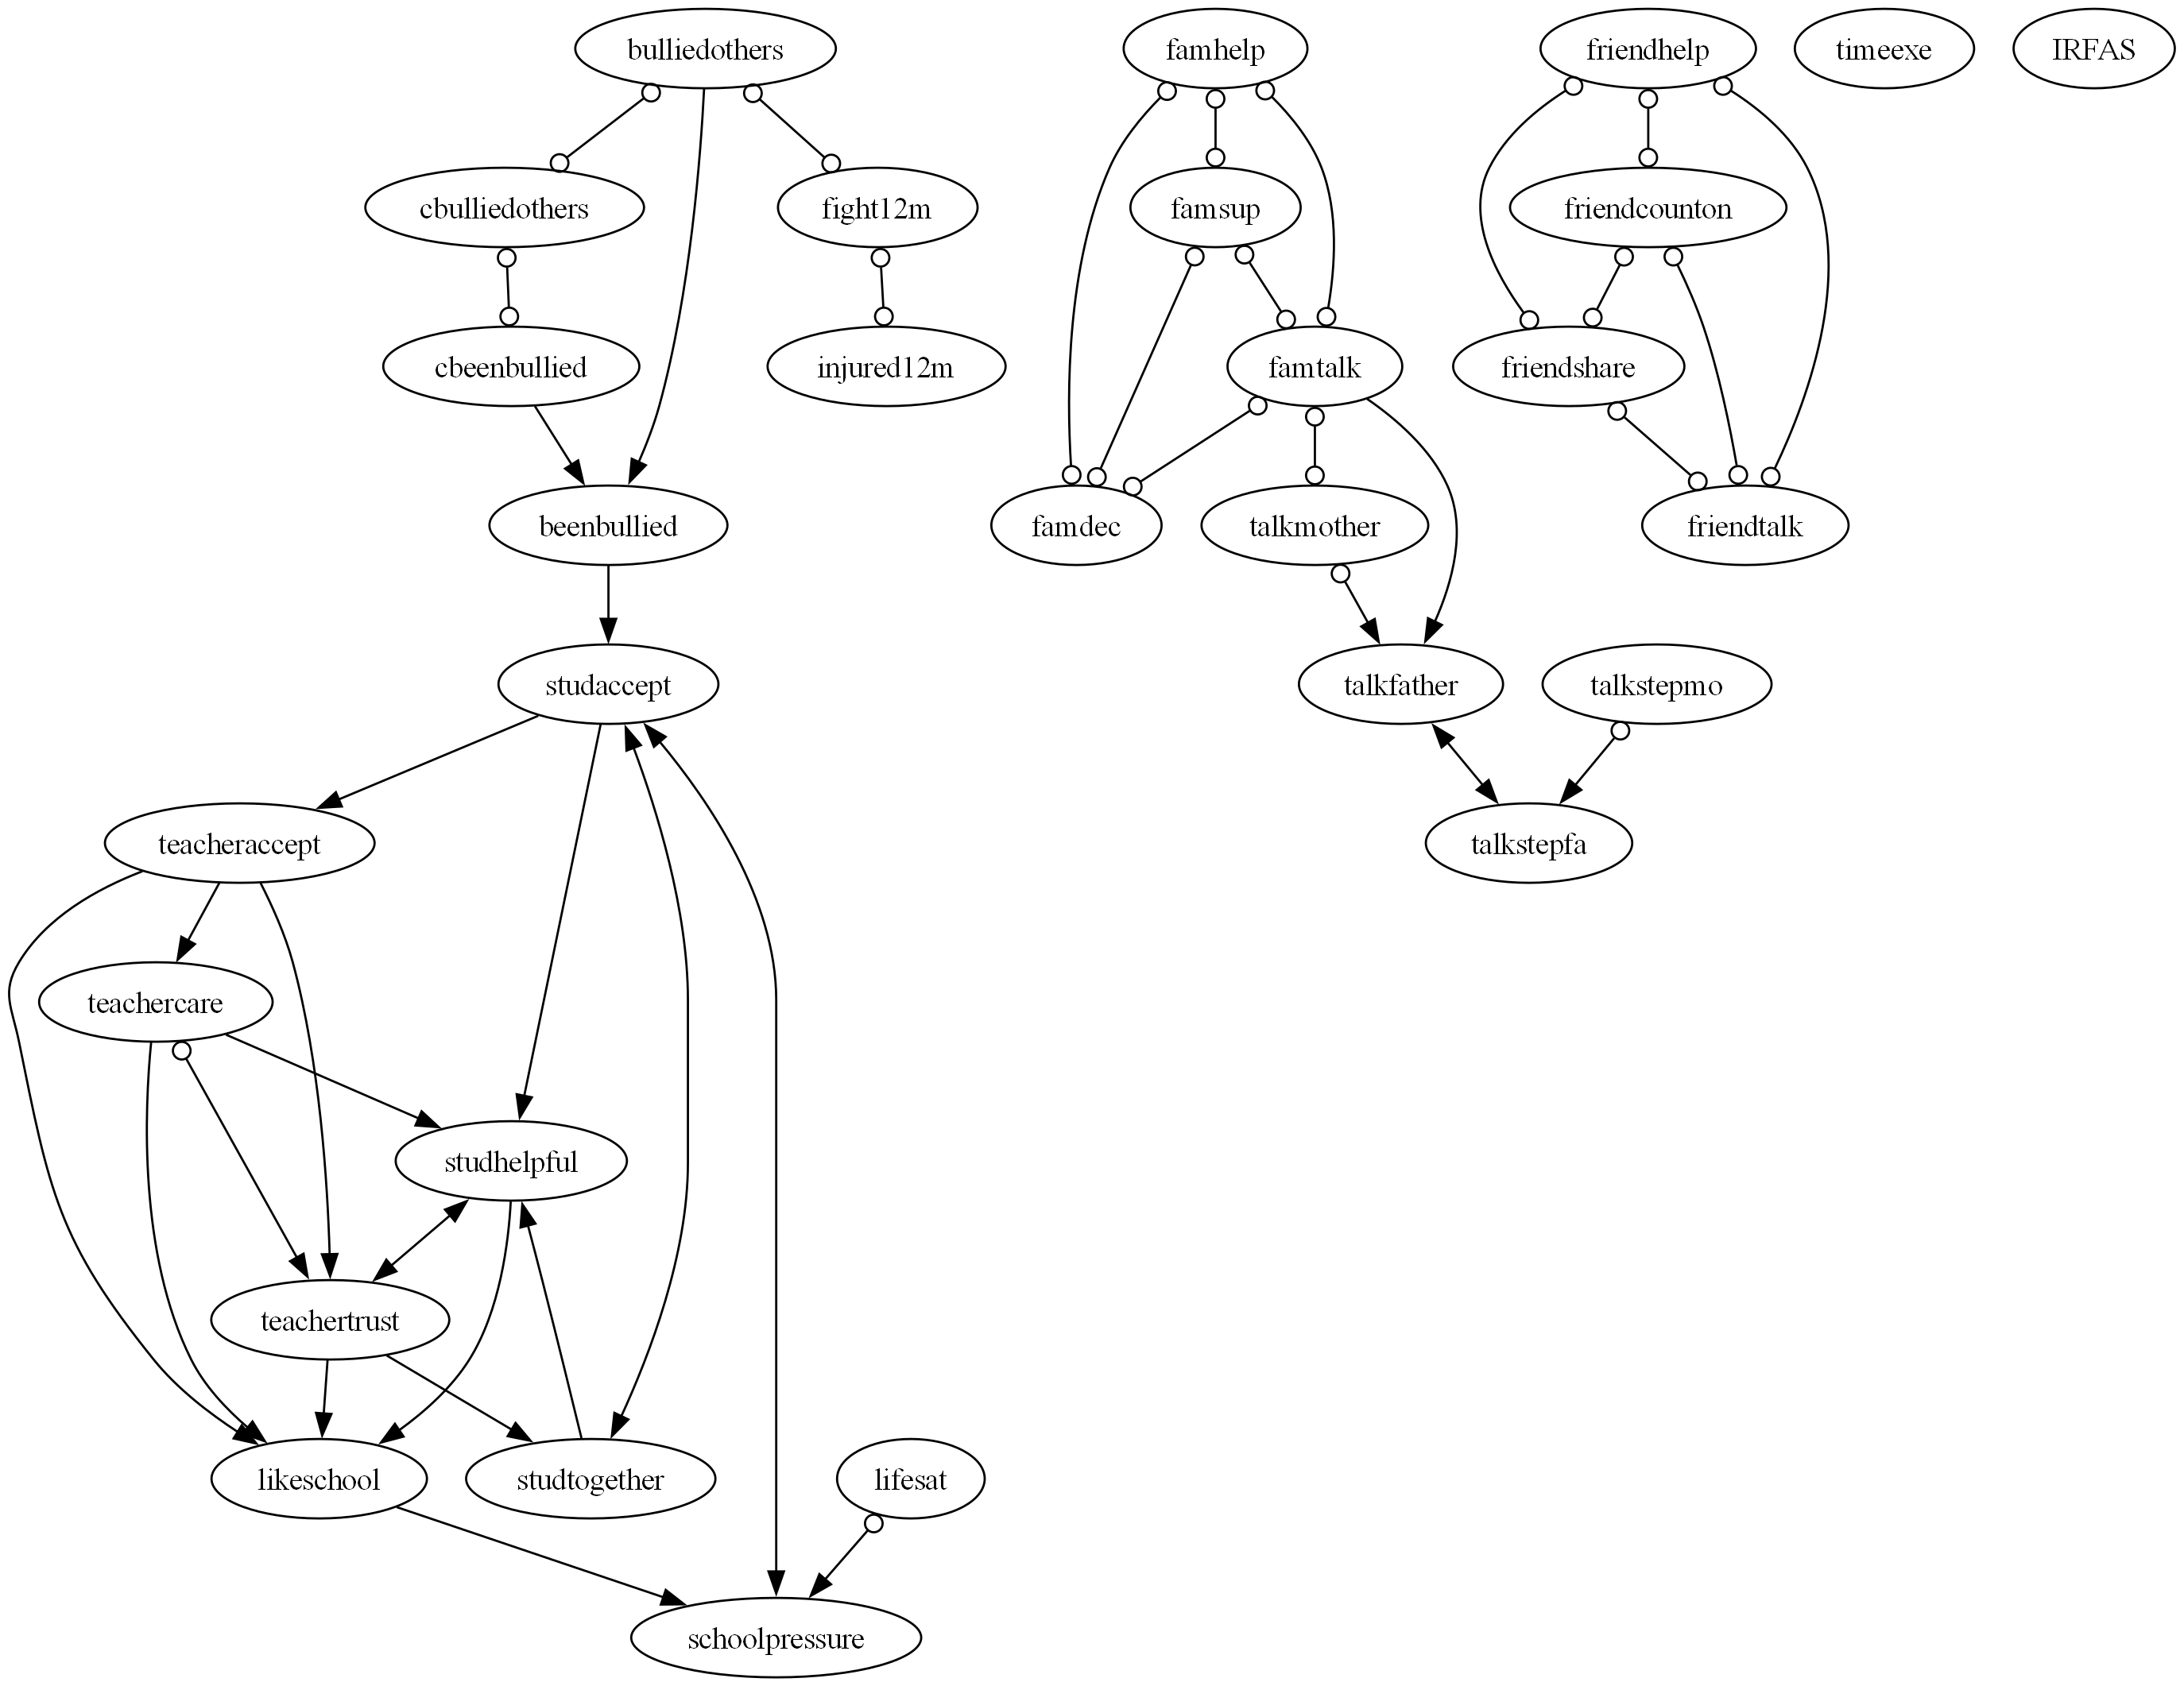 bulliedothers
famhelp
friendhelp
timeexe
IRFAS
cbulliedothers
fight12m
famsup
friendcounton
cbeenbullied
injured12m
famtalk
friendshare
beenbullied
famdec
talkmother
friendtalk
studaccept
talkfather
talkstepmo
teacheraccept
talkstepfa
teachercare
studhelpful
teachertrust
likeschool
studtogether
lifesat
schoolpressure